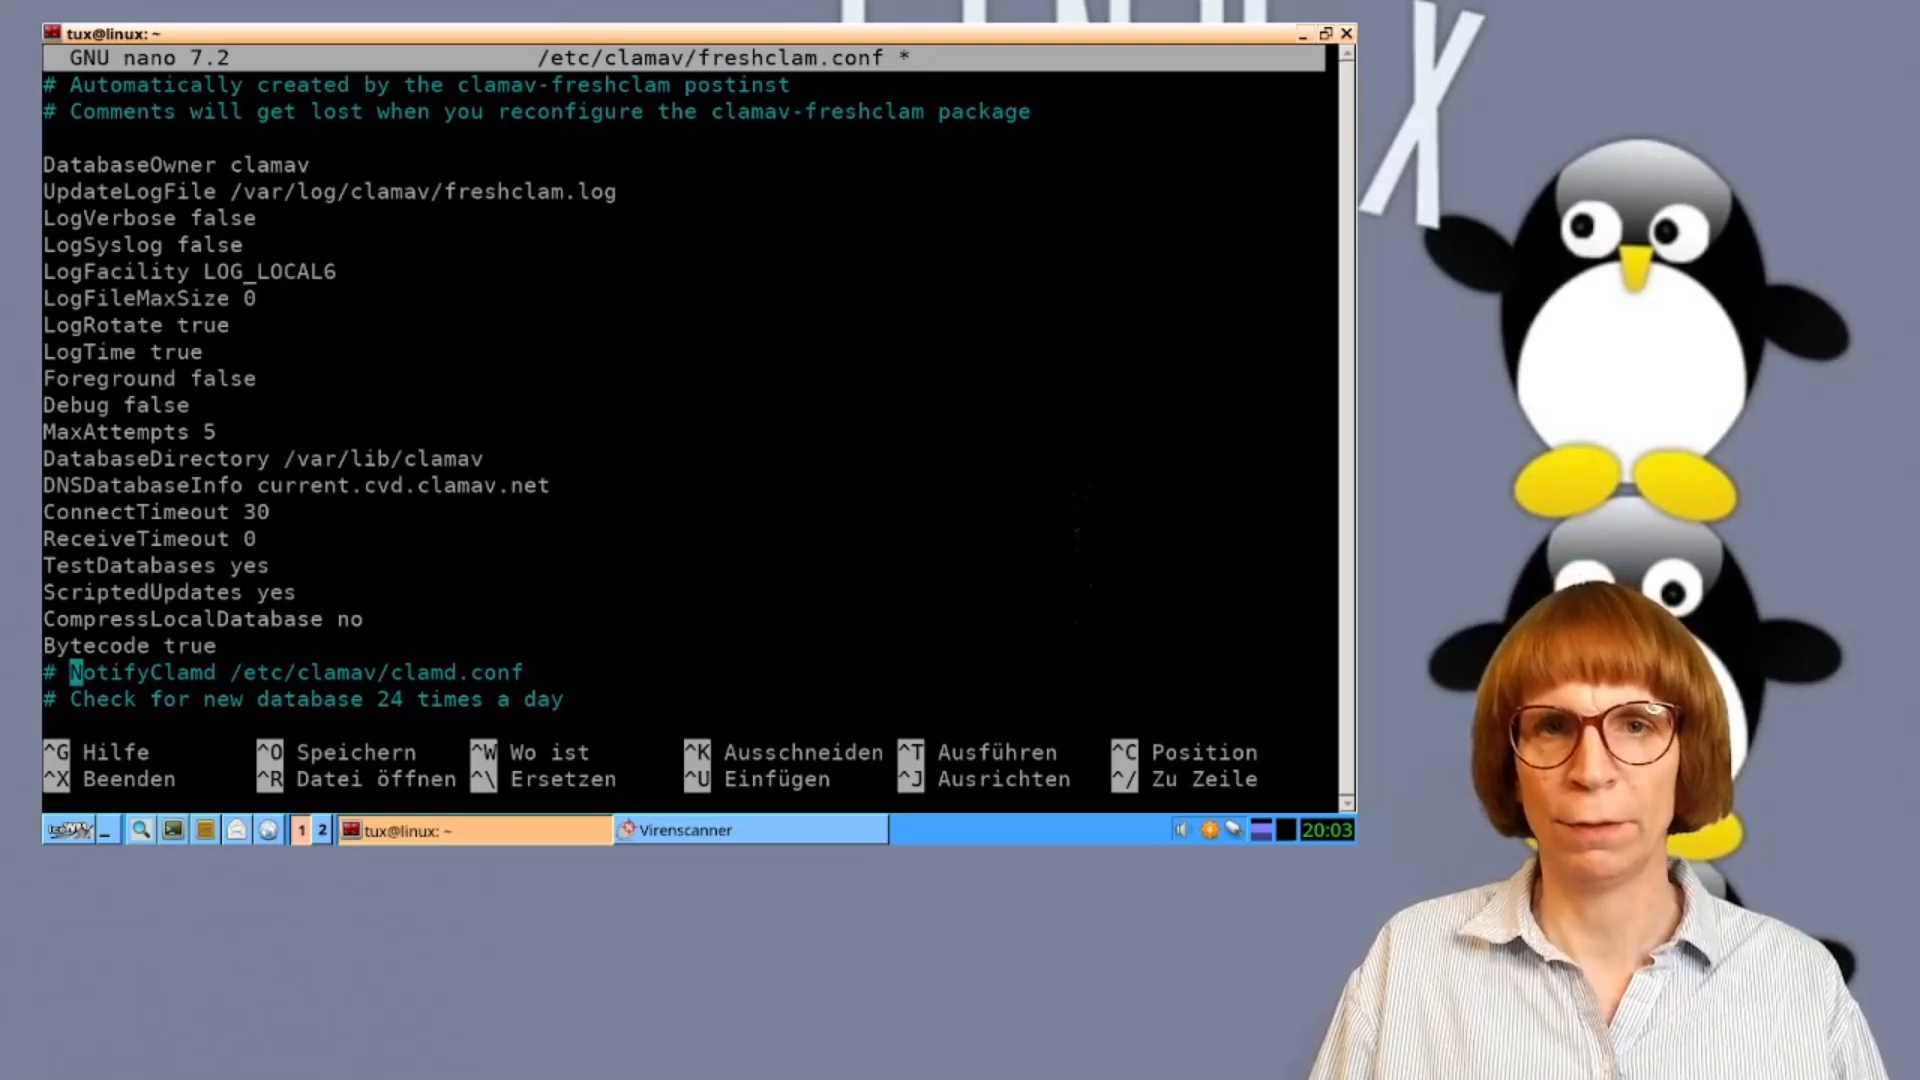 tux@linux: ~
GNU nano 7.2 /etc/clamav/freshclam.conf *
# Automatically created by the clamav-freshclam postinst
# Comments will get lost when you reconfigure the clamav-freshclam package
DatabaseOwner clamav
UpdateLogFile /var/log/clamav/freshclam.log
LogVerbose false
LogSyslog false
LogFacility LOG_LOCAL6
LogFileMaxSize 0
LogRotate true
LogTime true
Foreground false
Debug false
MaxAttempts 5
DatabaseDirectory /var/lib/clamav
DNSDatabaseInfo current.cvd.clamav.net
ConnectTimeout 30
ReceiveTimeout 0
TestDatabases yes
ScriptedUpdates yes
CompressLocalDatabase no
Bytecode true
# NotifyClamd /etc/clamav/clamd.conf
# Check for new database 24 times a day
^G Hilfe ^O Speichern ^W Wo ist ^K Ausschneiden ^T Ausführen ^C Position
^X Beenden ^R Datei öffnen ^\ Ersetzen ^U Einfügen ^J Ausrichten ^/ Zu Zeile
1 2 tux@linux: ~ Virenscanner 20:03
X